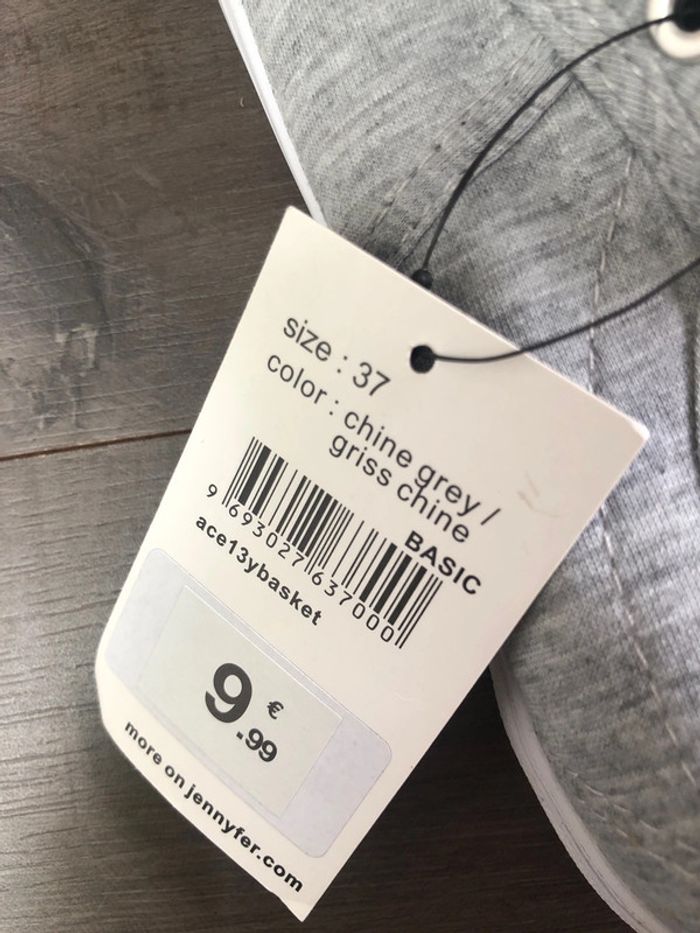 size : 37
color : chine grey /
griss chine
BASIC
9 693027 637000
ace13ybasket
9€.99
more on jennyfer.com